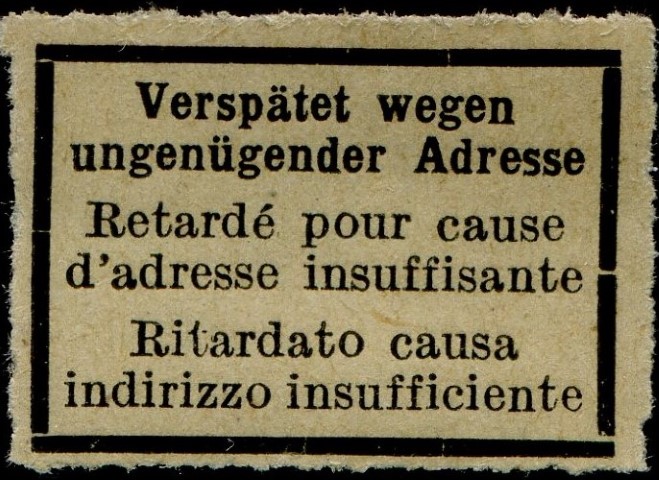 Verspätet wegen
ungenügender Adresse
Retardé pour cause
d'adresse insuffisante
Ritardato causa
indirizzo insufficiente